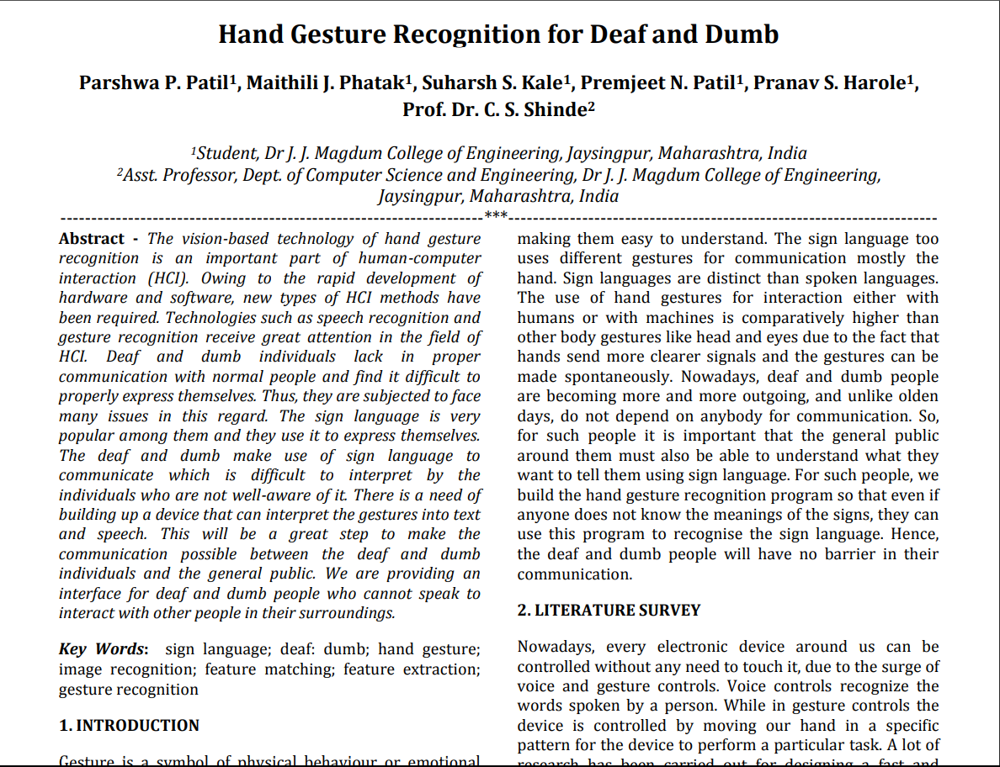 Hand Gesture Recognition for Deaf and Dumb
Parshwa P. Patil1, Maithili J. Phatak1, Suharsh S. Kale1, Premjeet N. Patil1, Pranav S. Harole1,
Prof. Dr. C. S. Shinde2
1Student, Dr J. J. Magdum College of Engineering, Jaysingpur, Maharashtra, India
2Asst. Professor, Dept. of Computer Science and Engineering, Dr J. J. Magdum College of Engineering,
Jaysingpur, Maharashtra, India
---------------------------------------------------------------------***---------------------------------------------------------------------
Abstract - The vision-based technology of hand gesture
recognition is an important part of human-computer
interaction (HCI). Owing to the rapid development of
hardware and software, new types of HCI methods have
been required. Technologies such as speech recognition and
gesture recognition receive great attention in the field of
HCI. Deaf and dumb individuals lack in proper
communication with normal people and find it difficult to
properly express themselves. Thus, they are subjected to face
many issues in this regard. The sign language is very
popular among them and they use it to express themselves.
The deaf and dumb make use of sign language to
communicate which is difficult to interpret by the
individuals who are not well-aware of it. There is a need of
building up a device that can interpret the gestures into text
and speech. This will be a great step to make the
communication possible between the deaf and dumb
individuals and the general public. We are providing an
interface for deaf and dumb people who cannot speak to
interact with other people in their surroundings.
Key Words: sign language; deaf: dumb; hand gesture;
image recognition; feature matching; feature extraction;
gesture recognition
1. INTRODUCTION
Gesture is a symbol of physical behaviour or emotional
making them easy to understand. The sign language too
uses different gestures for communication mostly the
hand. Sign languages are distinct than spoken languages.
The use of hand gestures for interaction either with
humans or with machines is comparatively higher than
other body gestures like head and eyes due to the fact that
hands send more clearer signals and the gestures can be
made spontaneously. Nowadays, deaf and dumb people
are becoming more and more outgoing, and unlike olden
days, do not depend on anybody for communication. So,
for such people it is important that the general public
around them must also be able to understand what they
want to tell them using sign language. For such people, we
build the hand gesture recognition program so that even if
anyone does not know the meanings of the signs, they can
use this program to recognise the sign language. Hence,
the deaf and dumb people will have no barrier in their
communication.
2. LITERATURE SURVEY
Nowadays, every electronic device around us can be
controlled without any need to touch it, due to the surge of
voice and gesture controls. Voice controls recognize the
words spoken by a person. While in gesture controls the
device is controlled by moving our hand in a specific
pattern for the device to perform a particular task. A lot of
research has been carried out for designing a fast and